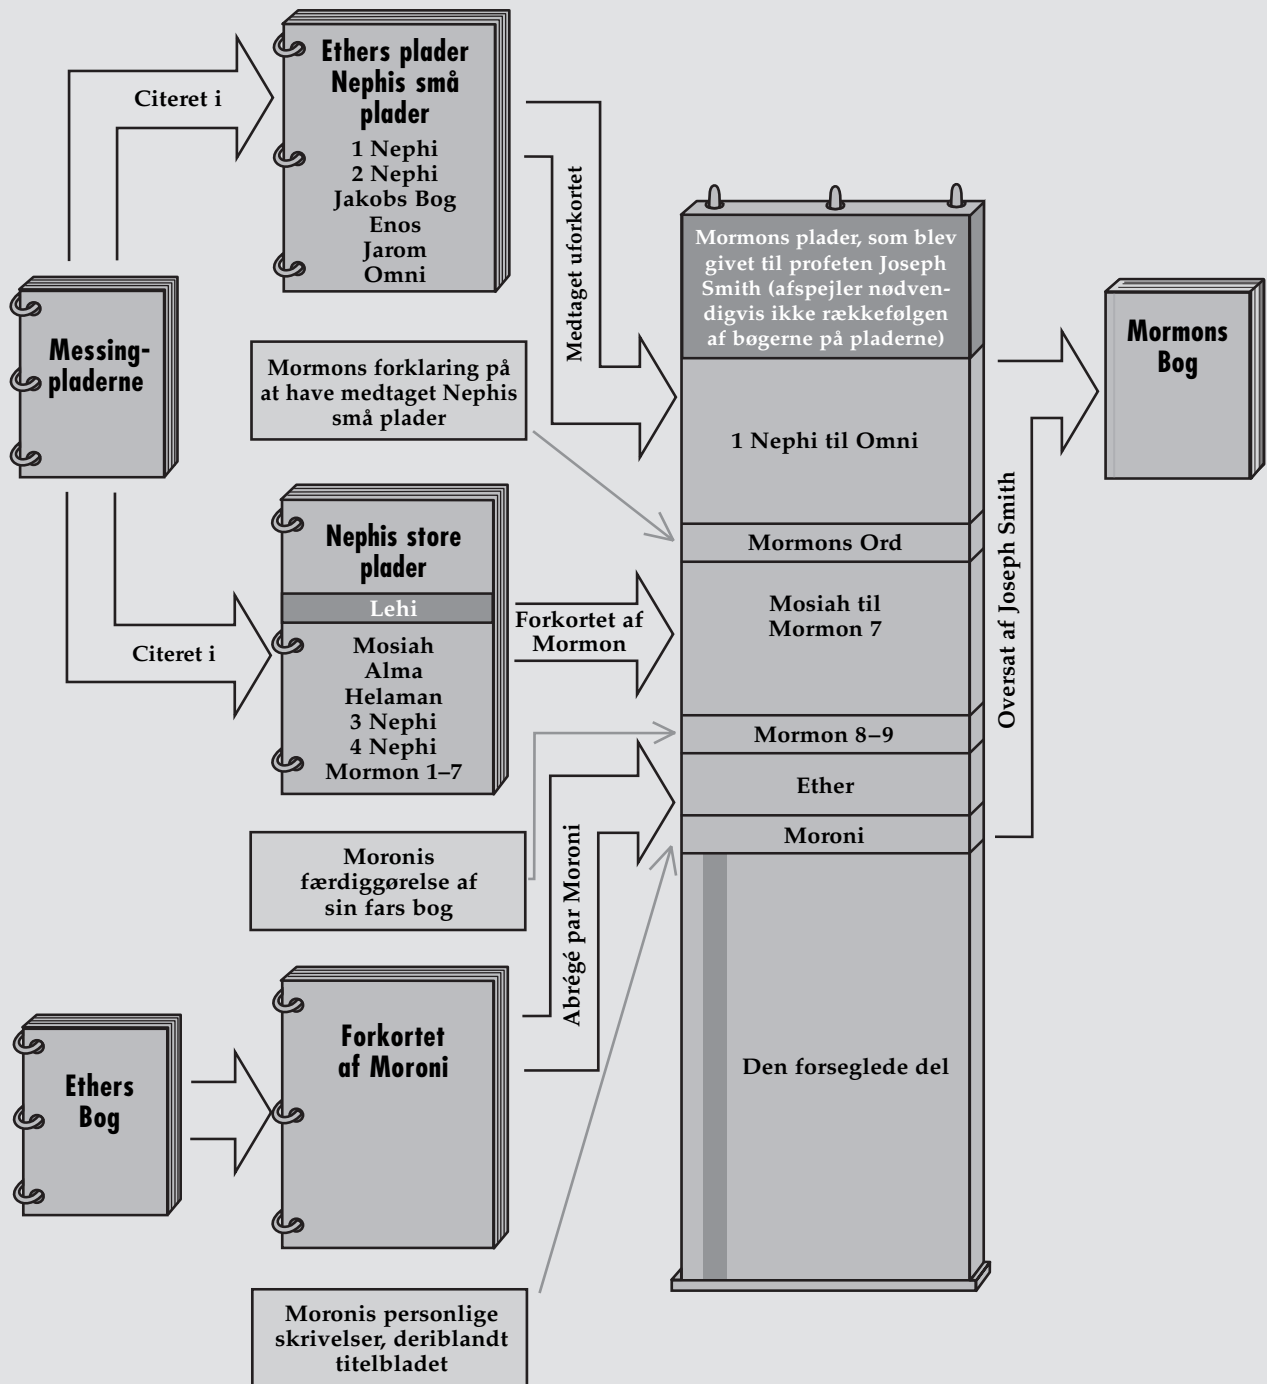 Citeret i
Ethers plader
Nephis små
plader
1 Nephi
2 Nephi
Jakobs Bog
Enos
Jarom
Omni
Medtaget uforkortet
Messing-
pladerne
Mormons forklaring på
at have medtaget Nephis
små plader
Nephis store
plader
Lehi
Mosiah
Alma
Helaman
3 Nephi
4 Nephi
Mormon 1–7
Citeret i
Forkortet af
Mormon
Moronis
færdiggørelse af
sin fars bog
Abrégé par Moroni
Ethers
Bog
Forkortet
af Moroni
Moronis personlige
skrivelser, deriblandt
titelbladet
Mormons plader, som blev
givet til profeten Joseph
Smith (afspejler nødven-
digvis ikke rækkefølgen
af bøgerne på pladerne)
1 Nephi til Omni
Mormons Ord
Mosiah til
Mormon 7
Mormon 8–9
Ether
Moroni
Den forseglede del
Oversat af Joseph Smith
Mormons
Bog